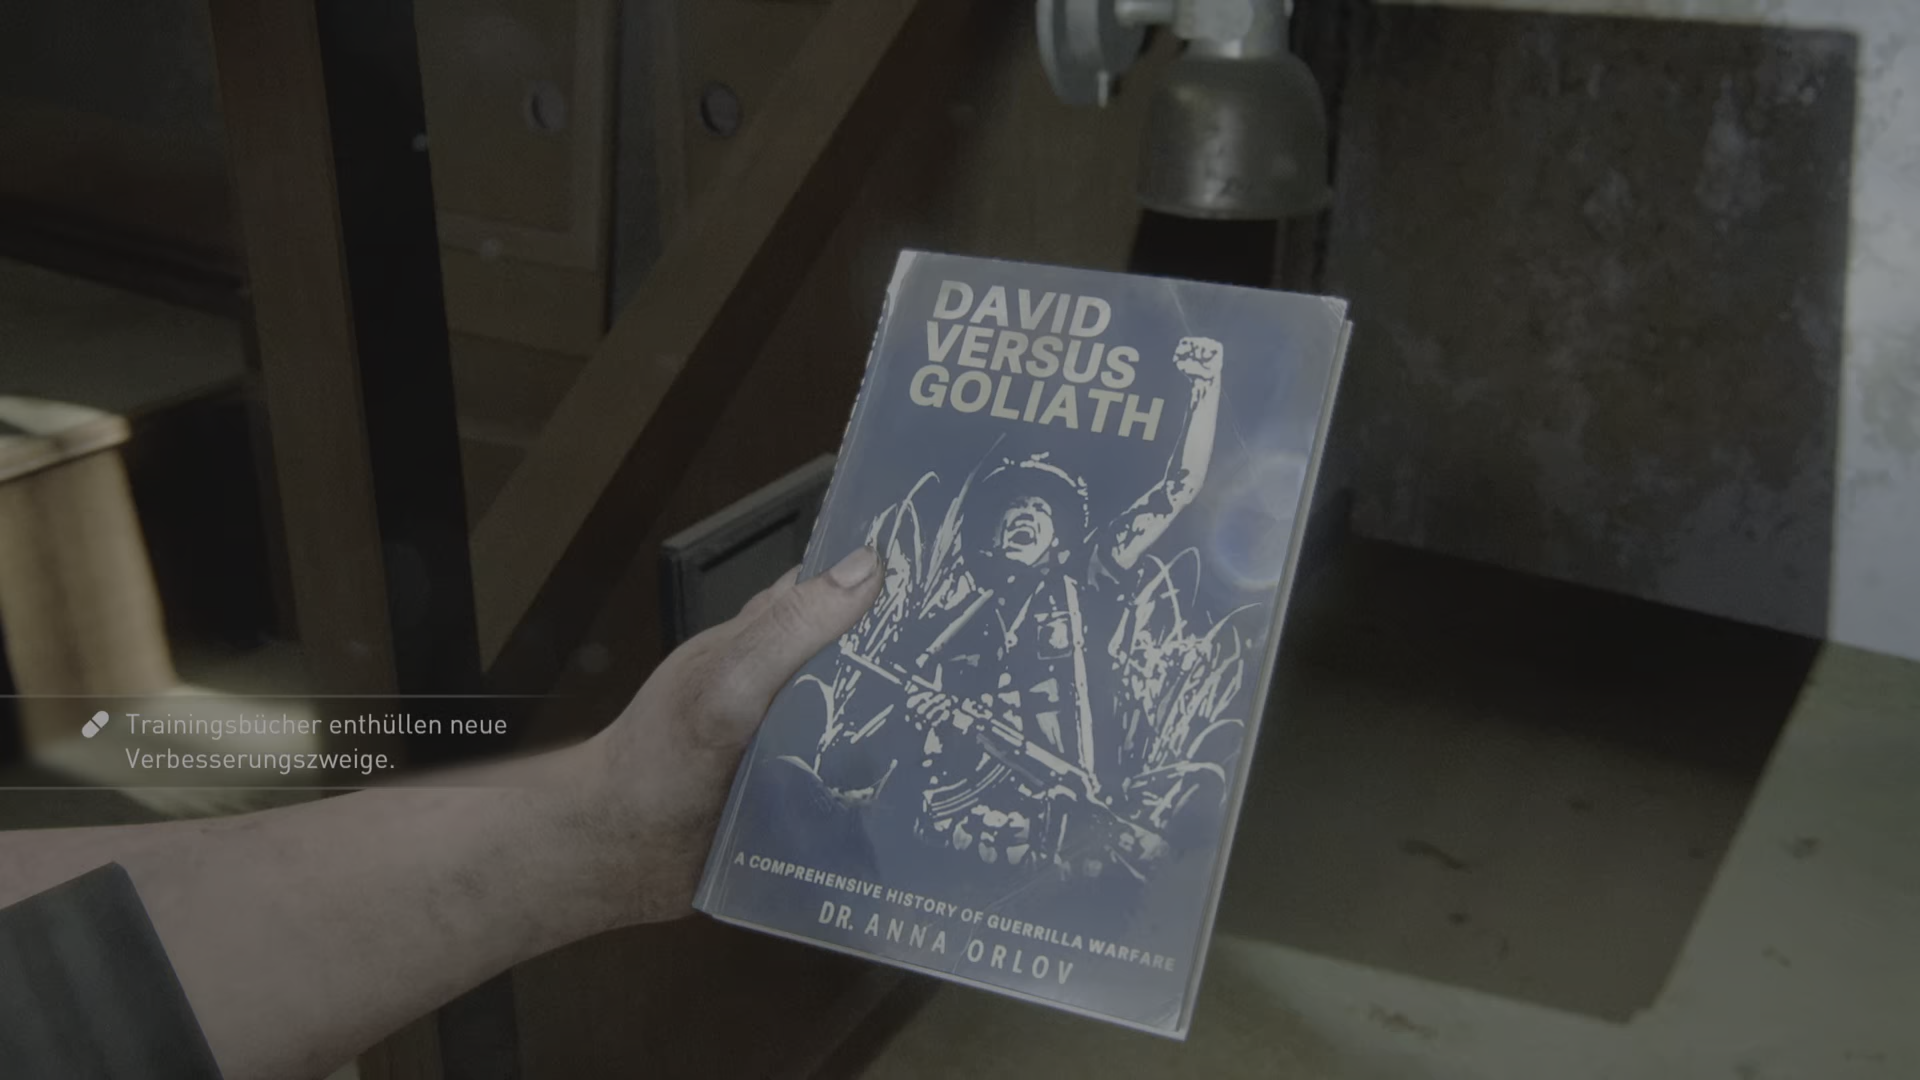 DAVID
VERSUS
GOLIATH
Trainingsbücher enthüllen neue
Verbesserungszweige.
A COMPREHENSIVE HISTORY OF GUERRILLA WARFARE
DR. ANNA ORLOV